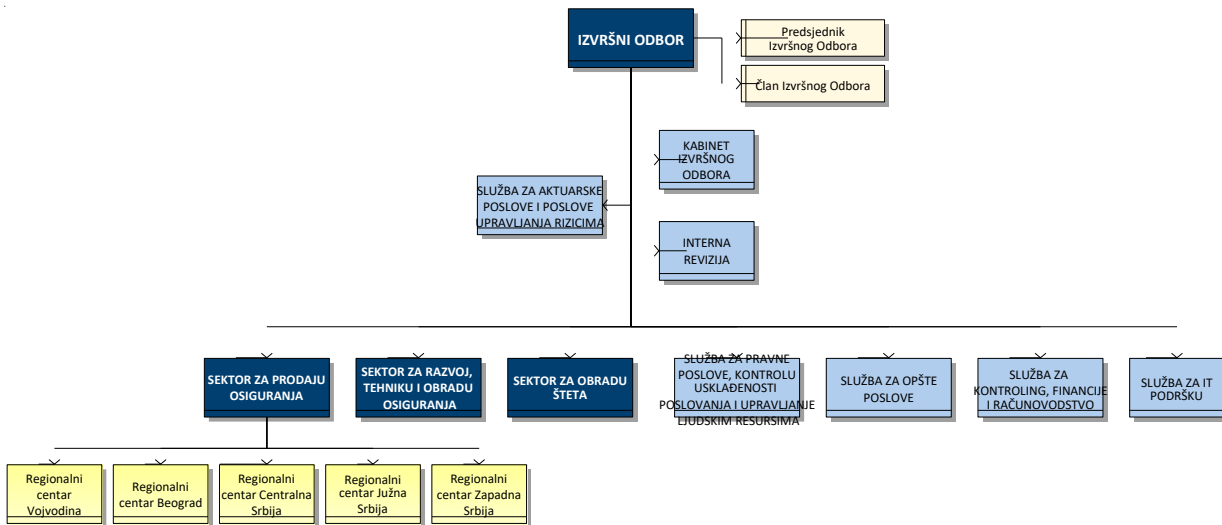 IZVRŠNI ODBOR
Predsjednik
Izvršnog Odbora
Član Izvršnog Odbora
KABINET
IZVRŠNOG
ODBORA
SLUŽBA ZA AKTUARSKE
POSLOVE I POSLOVE
UPRAVLJANJA RIZICIMA
INTERNA
REVIZIJA
SEKTOR ZA PRODAJU
OSIGURANJA
SEKTOR ZA RAZVOJ,
TEHNIKU I OBRADU
OSIGURANJA
SEKTOR ZA OBRADU
ŠTETA
SLUŽBA ZA PRAVNE
POSLOVE, KONTROLU
USKLAĐENOSTI
POSLOVANJA I UPRAVLJANJE
LJUDSKIM RESURSIMA
SLUŽBA ZA OPŠTE
POSLOVE
SLUŽBA ZA
KONTROLING, FINANCIJE
I RAČUNOVODSTVO
SLUŽBA ZA IT
PODRŠKU
Regionalni
centar
Vojvodina
Regionalni
centar Beograd
Regionalni
centar Centralna
Srbija
Regionalni
centar Južna
Srbija
Regionalni
centar Zapadna
Srbija